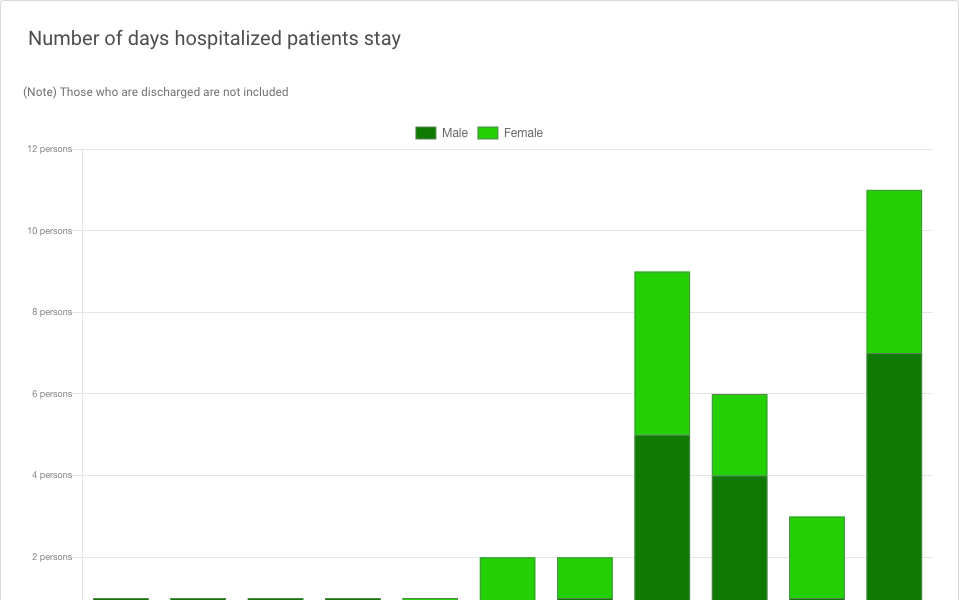 Number of days hospitalized patients stay
(Note) Those who are discharged are not included
Male Female
12 persons
10 persons
8 persons
6 persons
4 persons
2 persons